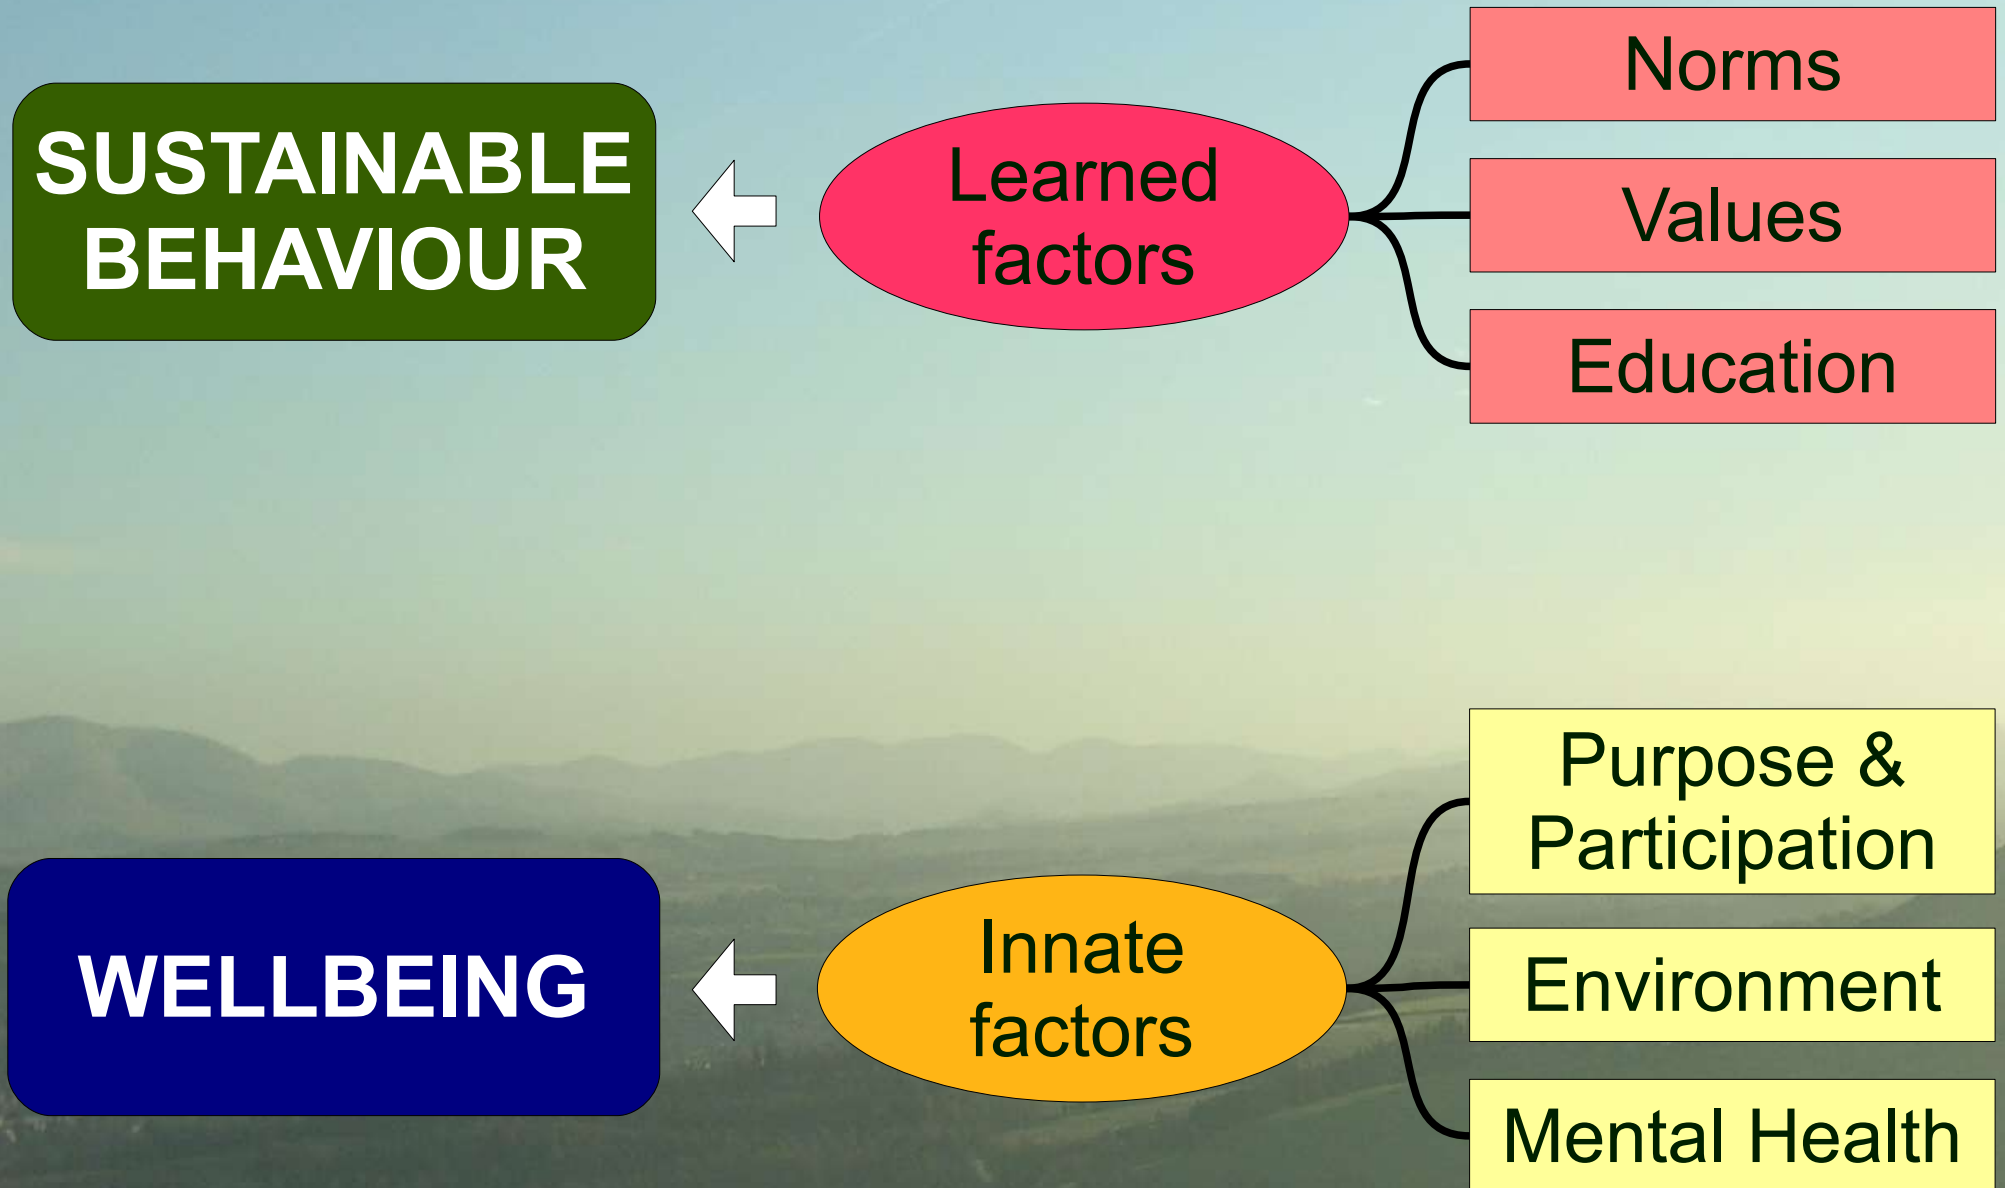 SUSTAINABLE
BEHAVIOUR
Learned
factors
Norms
Values
Education
WELLBEING
Innate
factors
Purpose &
Participation
Environment
Mental Health